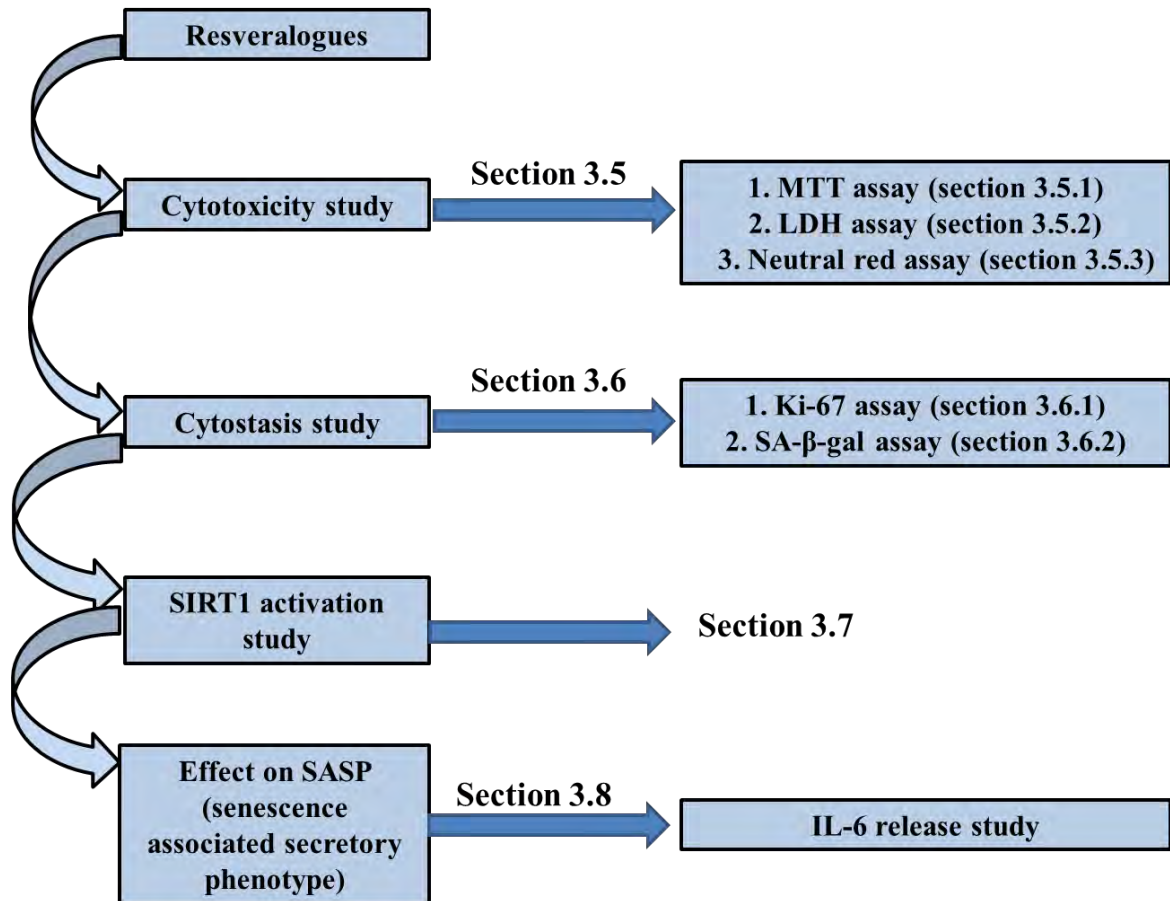 Resveralogues
Section 3.5
Cytotoxicity study
1. MTT assay (section 3.5.1)
2. LDH assay (section 3.5.2)
3. Neutral red assay (section 3.5.3)
Section 3.6
Cytostasis study
1. Ki-67 assay (section 3.6.1)
2. SA-β-gal assay (section 3.6.2)
SIRT1 activation
study
Section 3.7
Effect on SASP
(senescence
associated secretory
phenotype)
Section 3.8
IL-6 release study